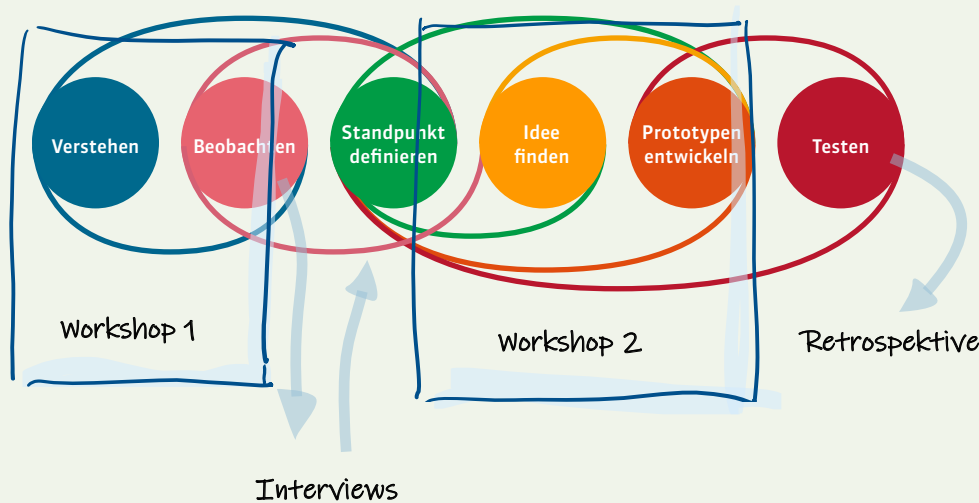 Verstehen
Beobachten
Standpunkt
definieren
Idee
finden
Prototypen
entwickeln
Testen
Workshop 1
Workshop 2
Retrospektive
Interviews